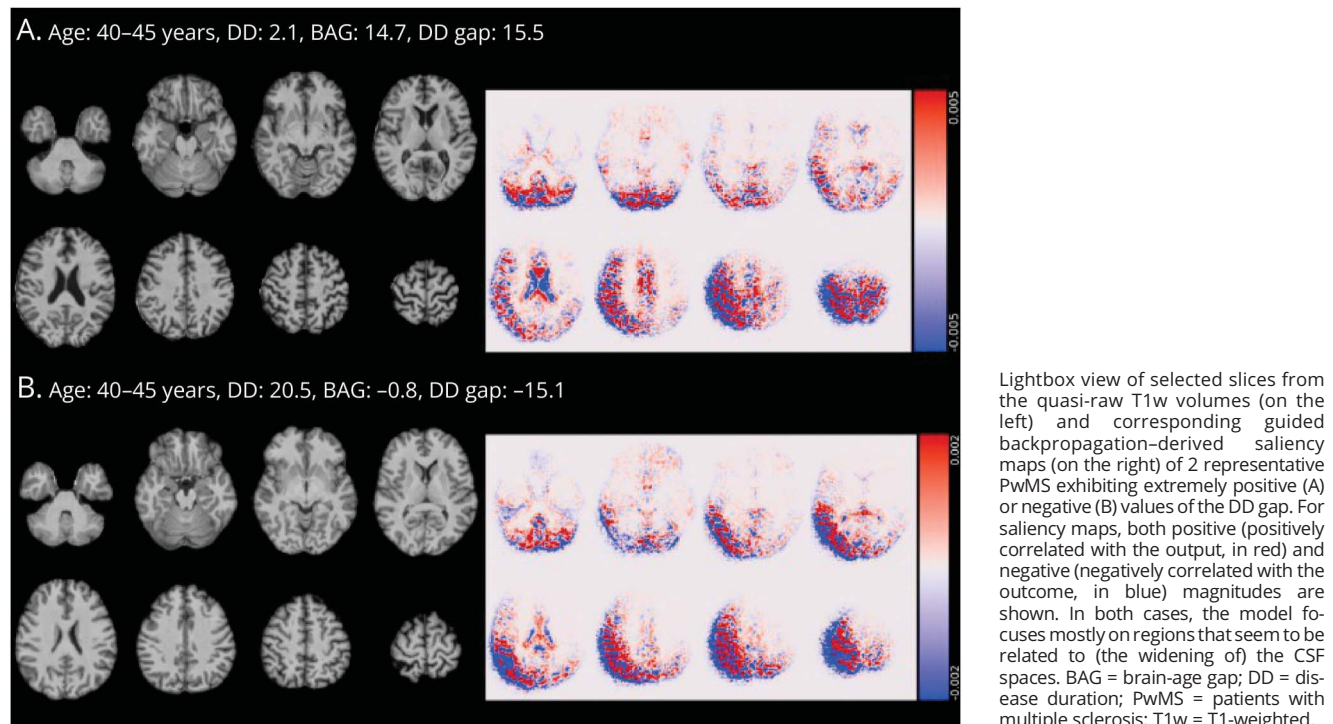 A. Age: 40–45 years, DD: 2.1, BAG: 14.7, DD gap: 15.5
0.005
-0.005
B. Age: 40–45 years, DD: 20.5, BAG: –0.8, DD gap: –15.1
0.002
-0.002
Lightbox view of selected slices from
the quasi-raw T1w volumes (on the
left) and corresponding guided
backpropagation–derived saliency
maps (on the right) of 2 representative
PwMS exhibiting extremely positive (A)
or negative (B) values of the DD gap. For
saliency maps, both positive (positively
correlated with the output, in red) and
negative (negatively correlated with the
outcome, in blue) magnitudes are
shown. In both cases, the model fo-
cuses mostly on regions that seem to be
related to (the widening of) the CSF
spaces. BAG = brain-age gap; DD = dis-
ease duration; PwMS = patients with
multiple sclerosis; T1w = T1-weighted